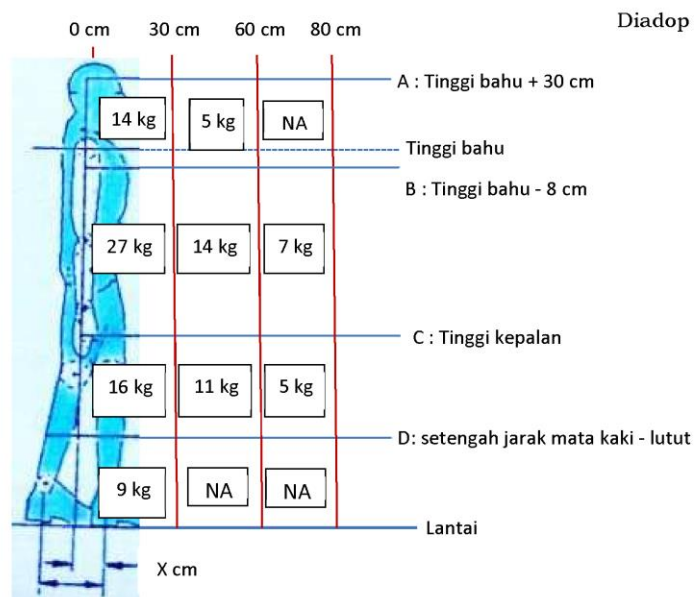 Diadop
0 cm 30 cm 60 cm 80 cm
A : Tinggi bahu + 30 cm
14 kg 5 kg NA
Tinggi bahu
B : Tinggi bahu - 8 cm
27 kg 14 kg 7 kg
C : Tinggi kepalan
16 kg 11 kg 5 kg
D: setengah jarak mata kaki - lutut
9 kg NA NA
Lantai
X cm